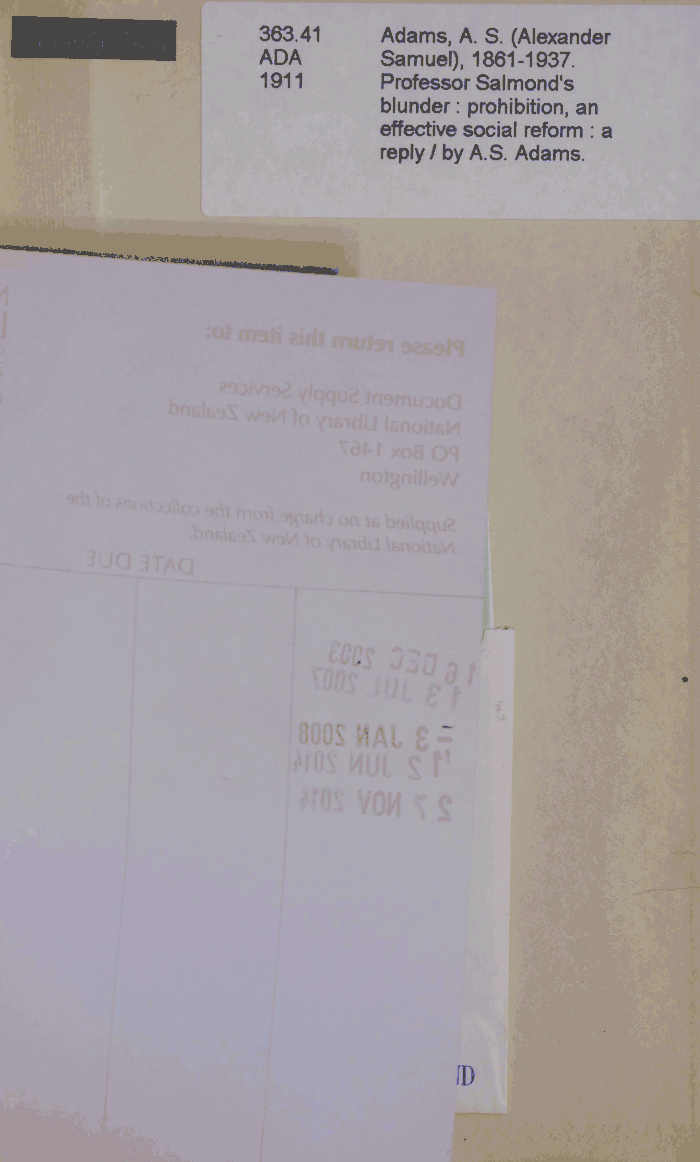 363.41
ADA
1911
Adams, A. S. (Alexander
Samuel), 1861-1937.
Professor Salmond's
blunder : prohibition, an
effective social reform : a
reply / by A.S. Adams.
Please return this item to:
Document Supply Services
National Library of New Zealand
PO Box 1467
Wellington
Supplied at no charge from the collections of the
National Library of New Zealand.
DATE DUE
16 DEC 2003
13 JUL 2007
- 3 JAN 2008
12 JUN 2014
27 NOV 2014